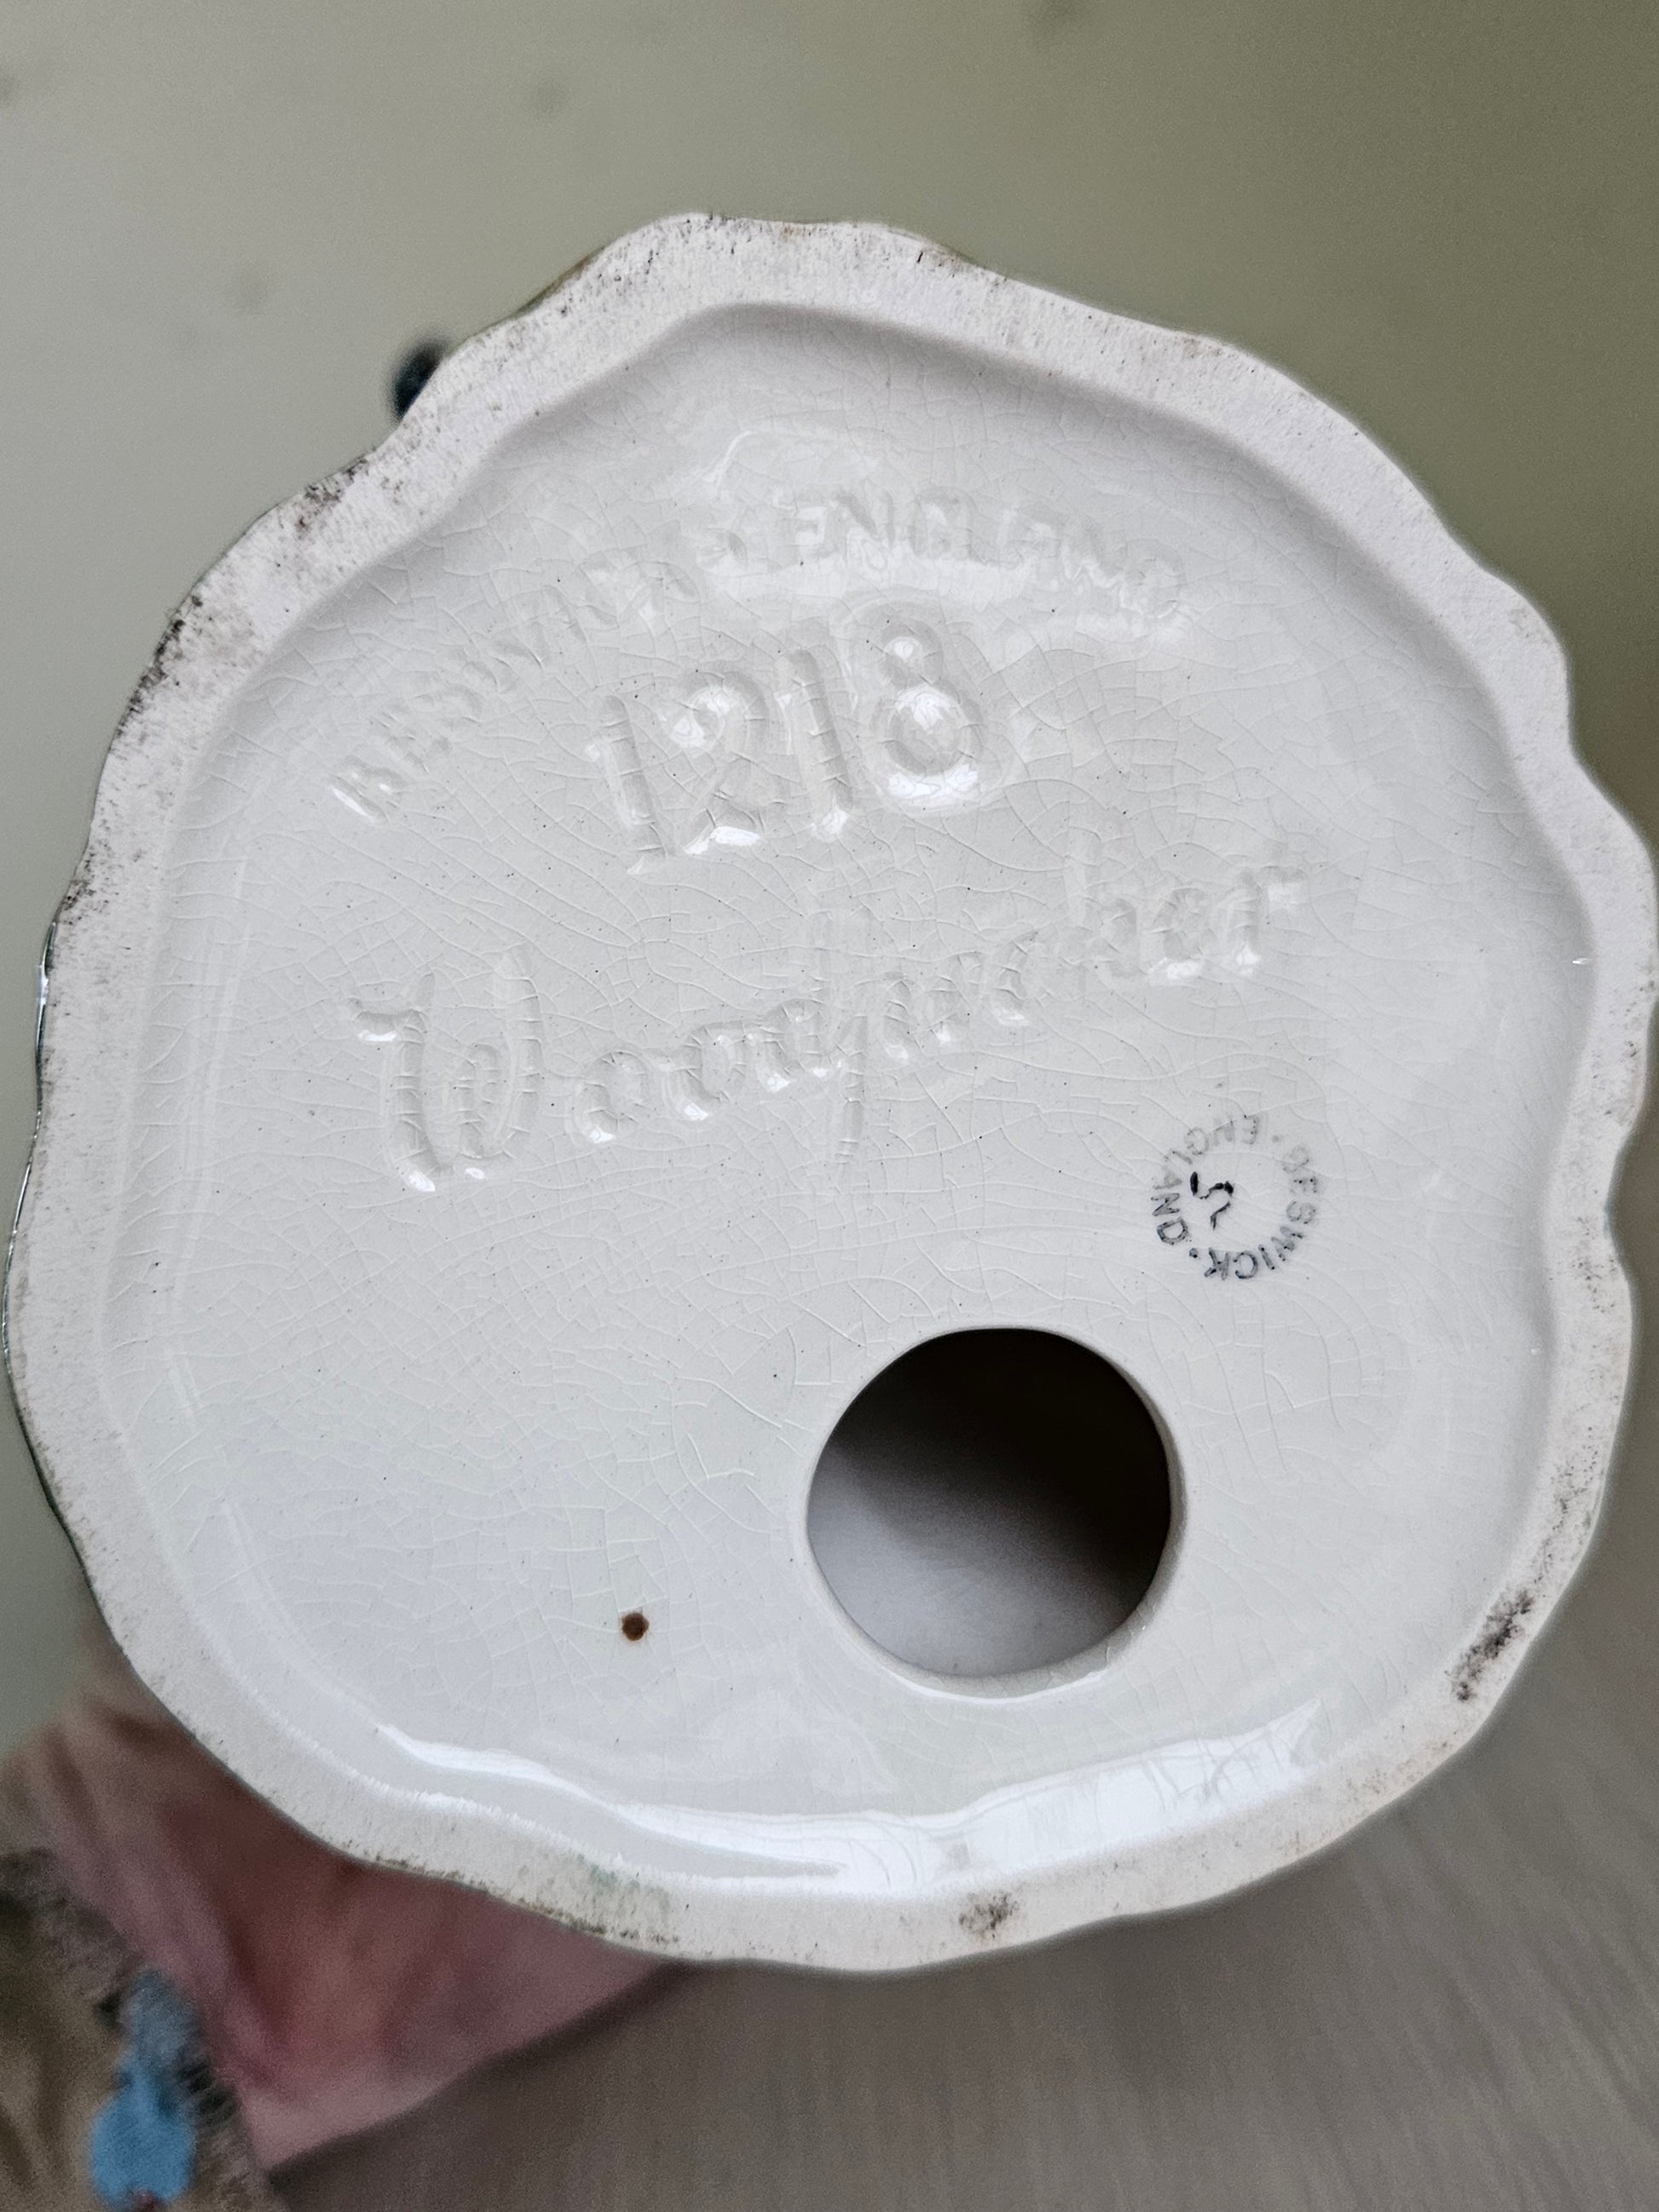 BESWICK ENGLAND
1218
Woodpecker
BESWICK. ENGLAND.